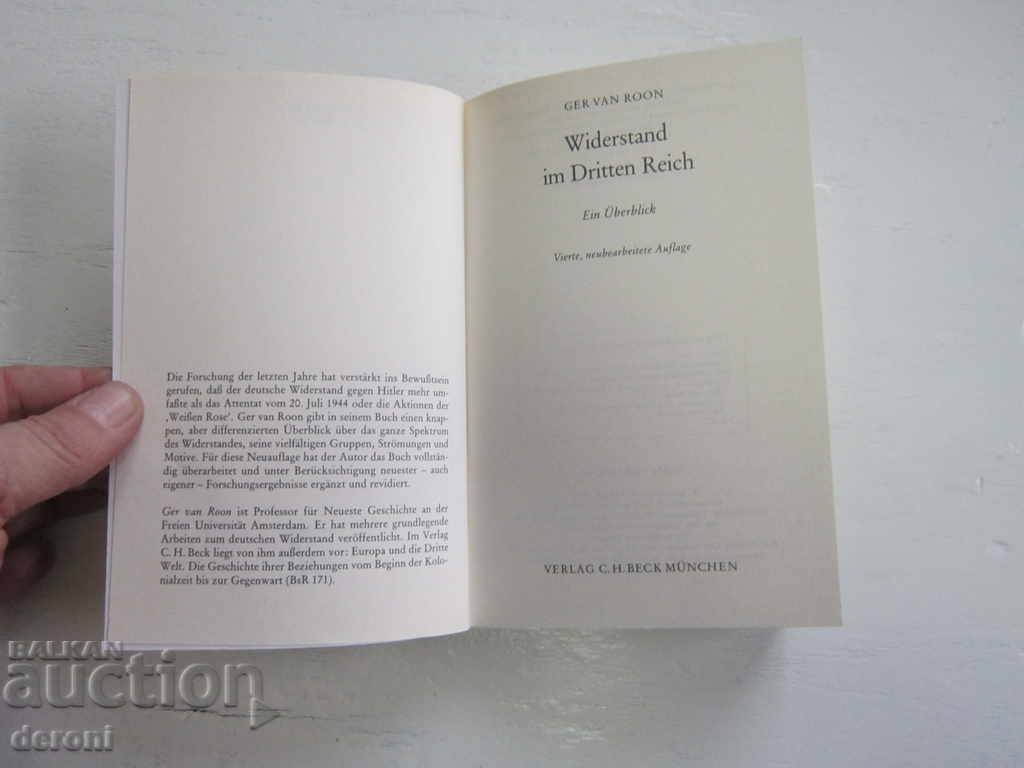 Die Forschung der letzten Jahre hat verstärkt ins Bewußtsein
gerufen, daß der deutsche Widerstand gegen Hitler mehr um-
faßte als das Attentat vom 20. Juli 1944 oder die Aktionen der
‚Weißen Rose‘. Ger van Roon gibt in seinem Buch einen knap-
pen, aber differenzierten Überblick über das ganze Spektrum
des Widerstandes, seine vielfältigen Gruppen, Strömungen und
Motive. Für diese Neuauflage hat der Autor das Buch vollstän-
dig überarbeitet und unter Berücksichtigung neuester – auch
eigener – Forschungsergebnisse ergänzt und revidiert.
Ger van Roon ist Professor für Neueste Geschichte an der
Freien Universität Amsterdam. Er hat mehrere grundlegende
Arbeiten zum deutschen Widerstand veröffentlicht. Im Verlag
C. H. Beck liegt von ihm außerdem vor: Europa und die Dritte
Welt. Die Geschichte ihrer Beziehungen vom Beginn der Kolo-
nialzeit bis zur Gegenwart (BsR 171).
GER VAN ROON
Widerstand
im Dritten Reich
Ein Überblick
Vierte, neubearbeitete Auflage
VERLAG C. H. BECK MÜNCHEN
BALKAN
auction
deroni